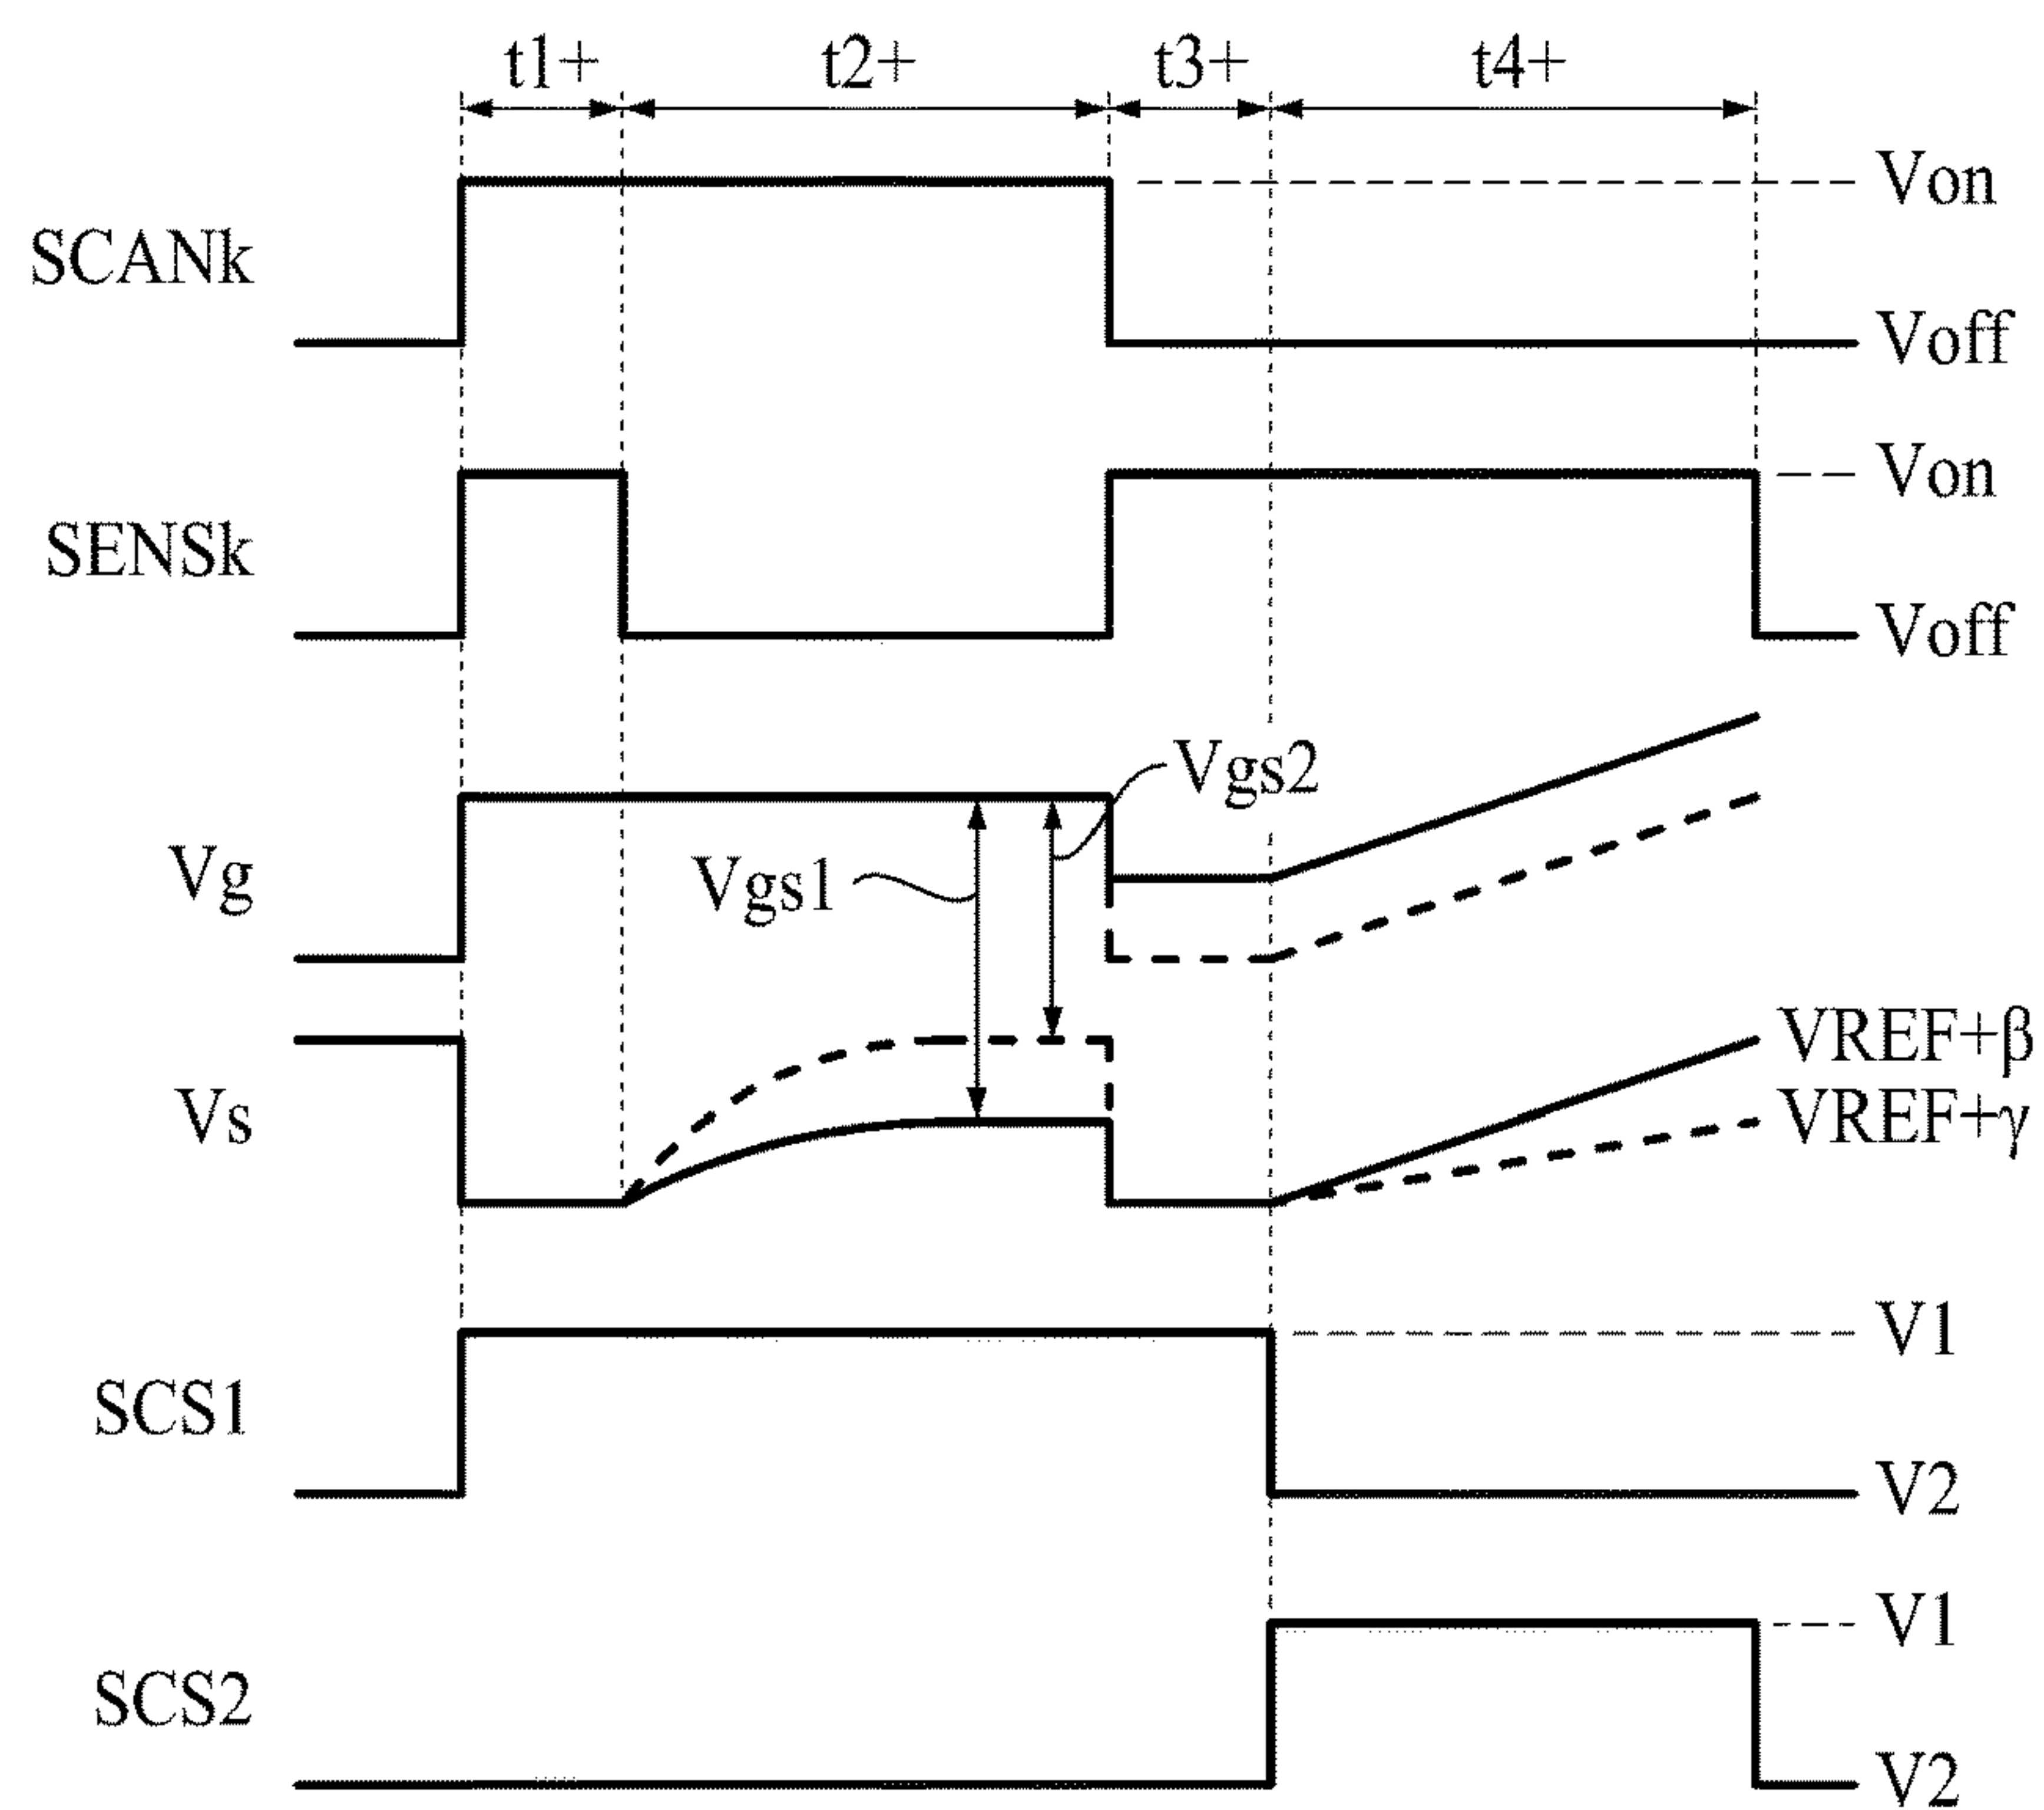 t1+ t2+ t3+ t4+
Von
SCANk
Voff
Von
SENSk
Voff
Vgs2
Vg
Vgs1
VREF+β
Vs
VREF+γ
V1
SCS1
V2
V1
SCS2
V2